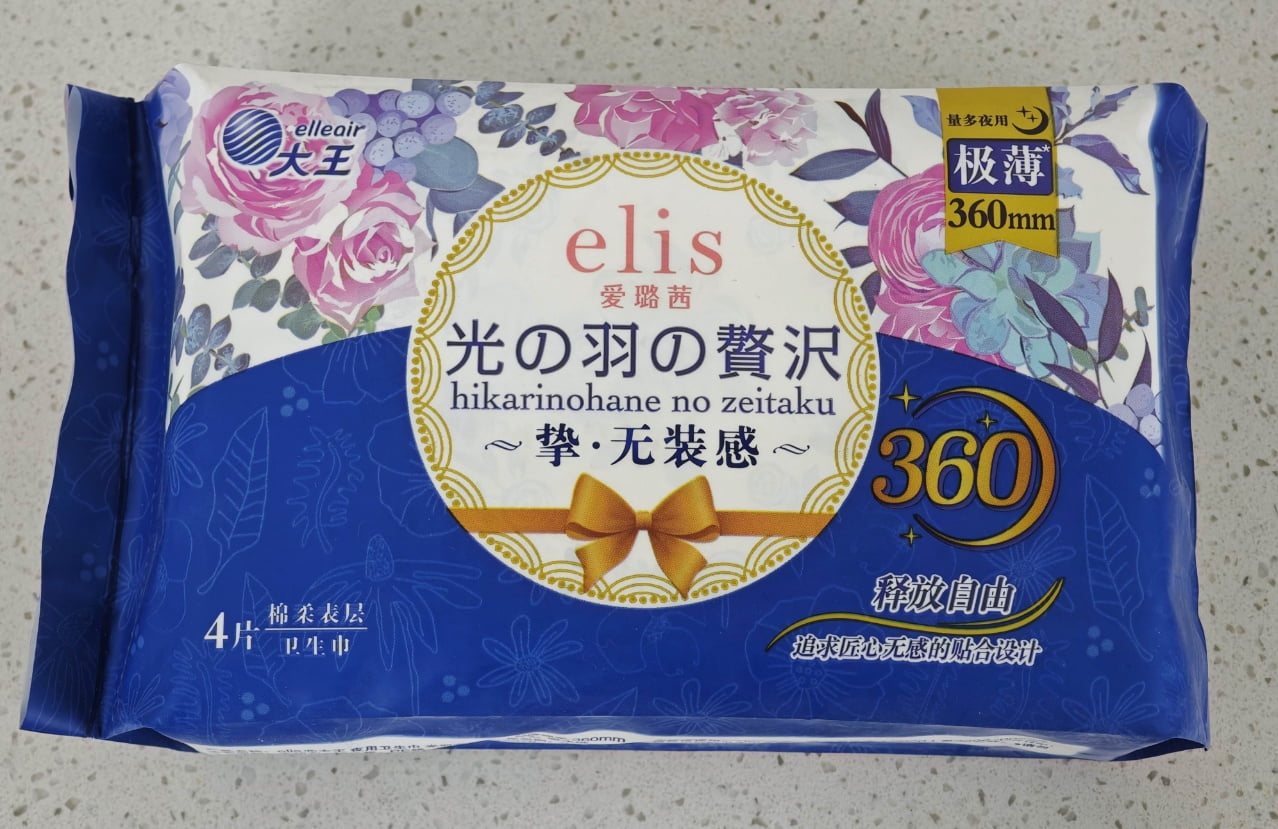 elleair
大王
量多夜用
极薄*
360mm
elis
爱璐茜
光の羽の贅沢
hikarinohane no zeitaku
~挚·无装感~
360
释放自由
追求匠心无感的贴合设计
4片
棉柔表层
卫生巾
360mm